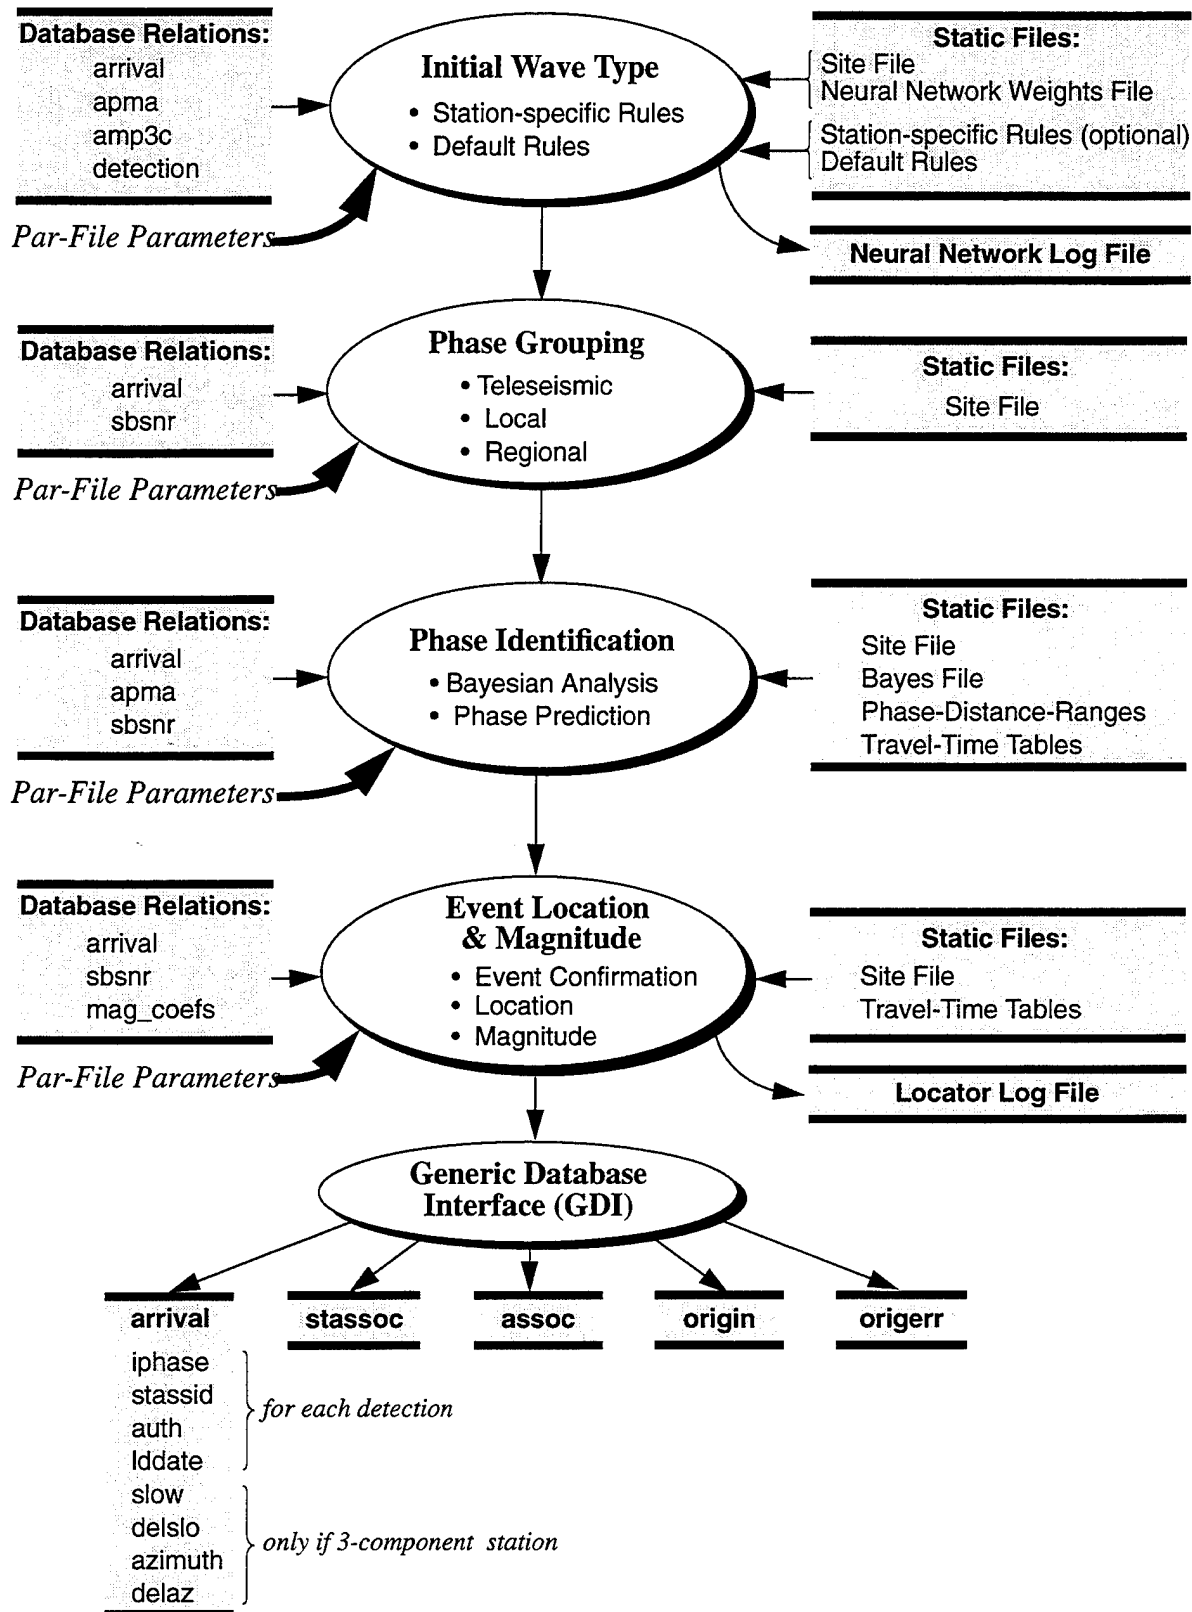 Database Relations:
arrival
apma
amp3c
detection
Par-File Parameters
Initial Wave Type
• Station-specific Rules
• Default Rules
Static Files:
Site File
Neural Network Weights File
Station-specific Rules (optional)
Default Rules
Neural Network Log File
Database Relations:
arrival
sbsnr
Par-File Parameters
Phase Grouping
• Teleseismic
• Local
• Regional
Static Files:
Site File
Database Relations:
arrival
apma
sbsnr
Par-File Parameters
Phase Identification
• Bayesian Analysis
• Phase Prediction
Static Files:
Site File
Bayes File
Phase-Distance-Ranges
Travel-Time Tables
Database Relations:
arrival
sbsnr
mag_coefs
Par-File Parameters
Event Location
& Magnitude
• Event Confirmation
• Location
• Magnitude
Static Files:
Site File
Travel-Time Tables
Locator Log File
Generic Database
Interface (GDI)
arrival
stassoc
assoc
origin
origerr
iphase
stassid
auth
lddate
for each detection
slow
delslo
azimuth
delaz
only if 3-component station